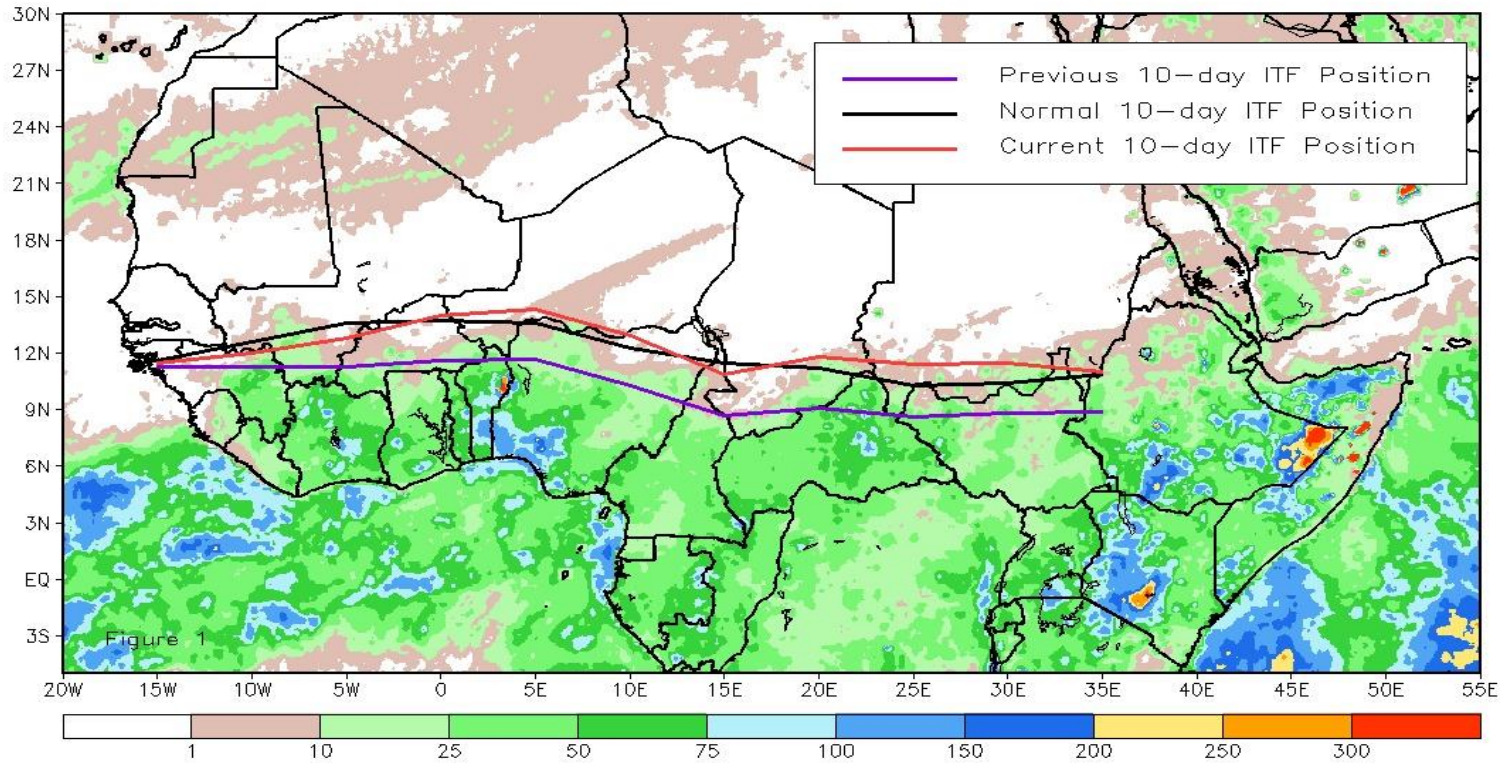 30N
27N
24N
21N
18N
15N
12N
9N
6N
3N
EQ
3S
Previous 10-day ITF Position
Normal 10-day ITF Position
Current 10-day ITF Position
Figure 1
20W 15W 10W 5W 0 5E 10E 15E 20E 25E 30E 35E 40E 45E 50E 55E
1 10 25 50 75 100 150 200 250 300